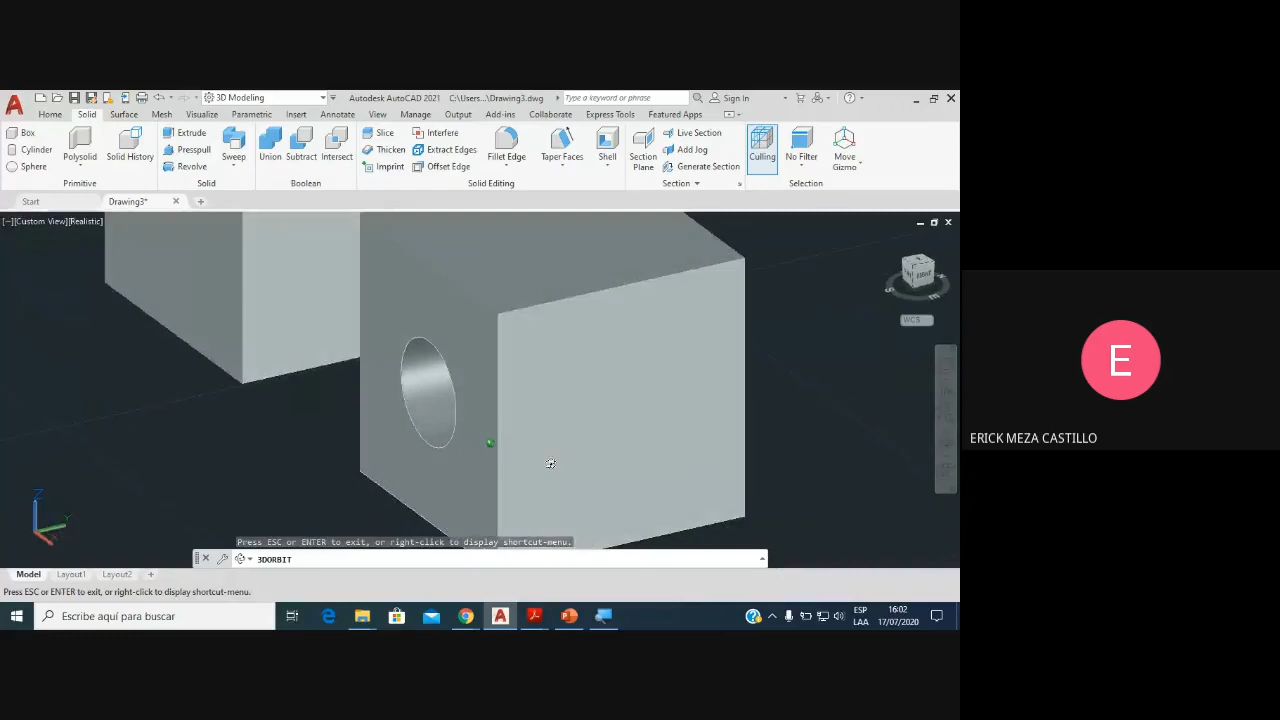 3D Modeling Autodesk AutoCAD 2021 C:\Users...\Drawing3.dwg Type a keyword or phrase Sign In
Home Solid Surface Mesh Visualize Parametric Insert Annotate View Manage Output Add-ins Collaborate Express Tools Featured Apps
Box Extrude Slice Interfere Live Section
Cylinder Presspull Thicken Extract Edges Add Jog
Sphere Revolve Imprint Offset Edge Generate Section
Polysolid Solid History Sweep Union Subtract Intersect Fillet Edge Taper Faces Shell Section Plane Culling No Filter Move Gizmo
Primitive Solid Boolean Solid Editing Section Selection
Start Drawing3*
[−][Custom View][Realistic]
RIGHT
WCS
Z
Y
X
Press ESC or ENTER to exit, or right-click to display shortcut-menu.
3DORBIT
Model Layout1 Layout2
Press ESC or ENTER to exit, or right-click to display shortcut-menu.
Escribe aquí para buscar
ESP 16:02
LAA 17/07/2020
E
ERICK MEZA CASTILLO